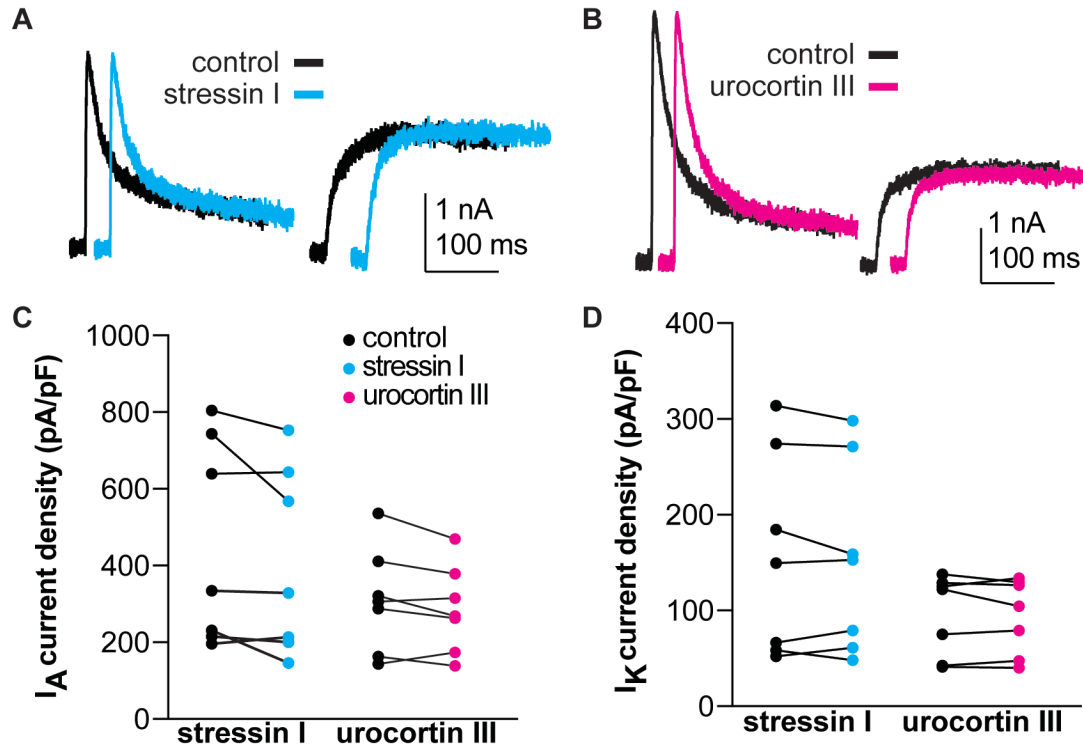 A
control
stressin I
1 nA
100 ms
B
control
urocortin III
1 nA
100 ms
C
1000
800
600
400
200
0
I_A current density (pA/pF)
control
stressin I
urocortin III
stressin I
urocortin III
D
400
300
200
100
0
I_K current density (pA/pF)
stressin I
urocortin III